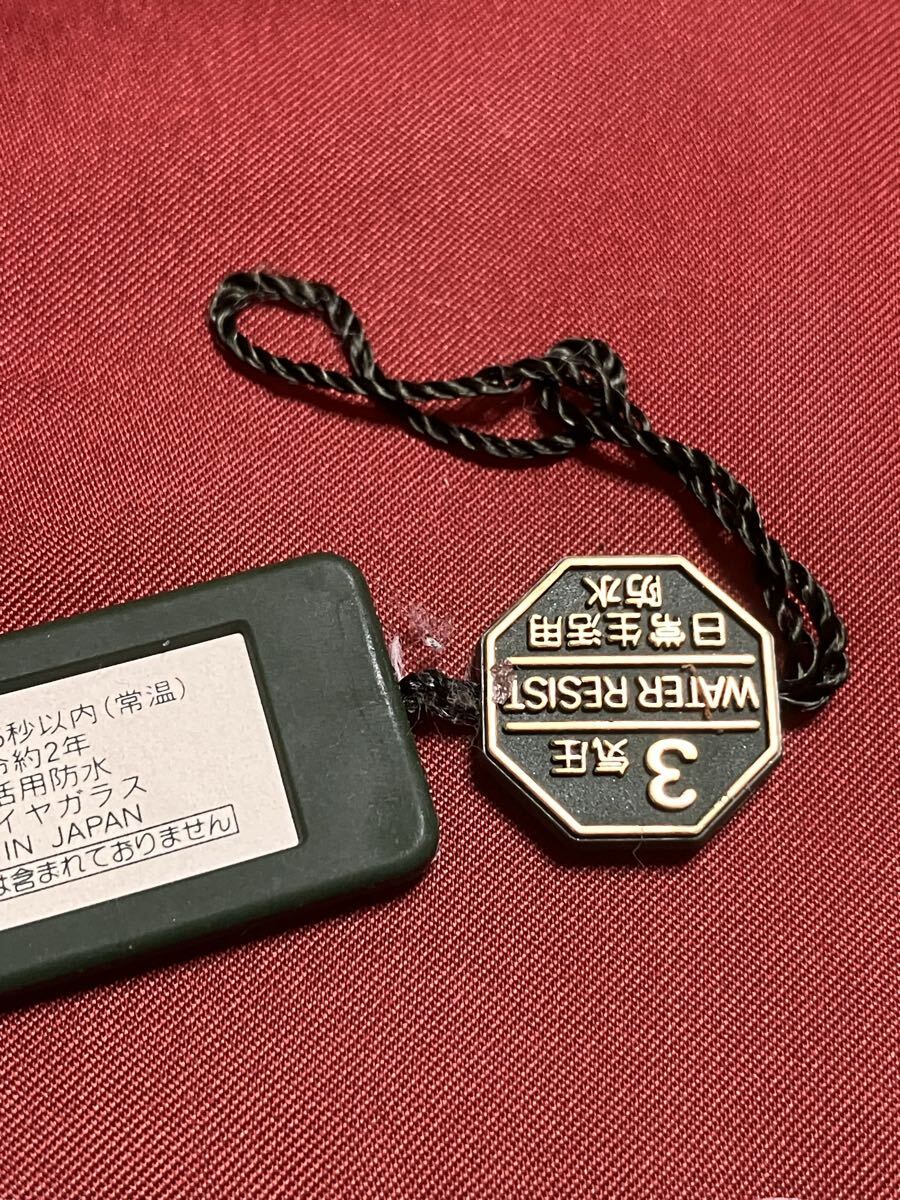 秒以内(常温)
約2年
活用防水
イヤガラス
IN JAPAN
は含まれておりません
3気圧
WATER RESIST
日常生活用
防水